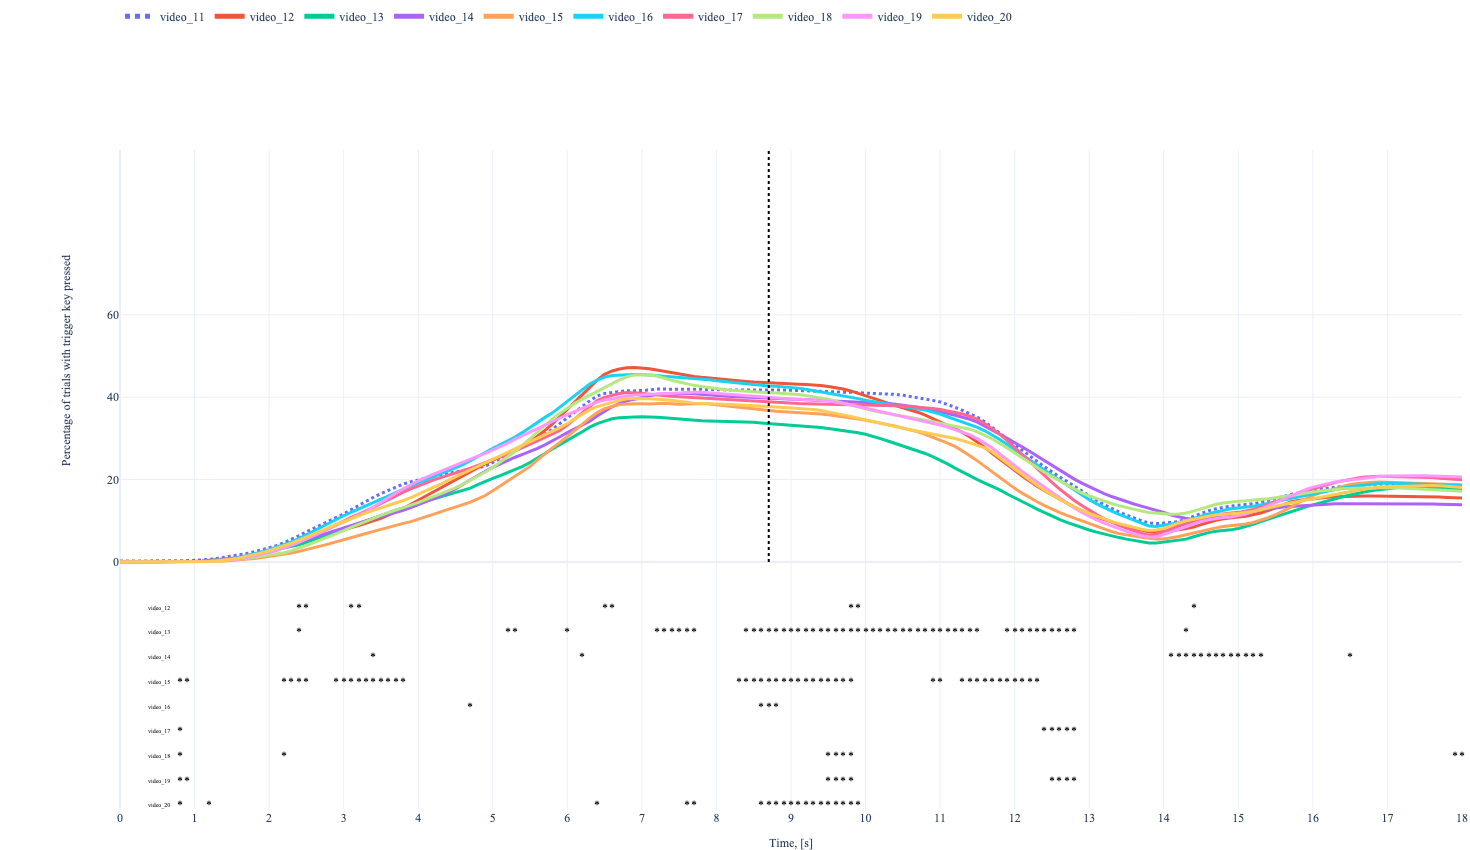 video_11 video_12 video_13 video_14 video_15 video_16 video_17 video_18 video_19 video_20
Percentage of trials with trigger key pressed
60
40
20
0
video_12 ** ** ** ** *
video_13 * ** * ****** ******************************** ********** *
video_14 * * ************* *
video_15 ** **** ********** **************** ** ***********
video_16 * ***
video_17 * *****
video_18 * * **** **
video_19 ** **** ****
video_20 * * * ** **************
0 1 2 3 4 5 6 7 8 9 10 11 12 13 14 15 16 17 18
Time, [s]